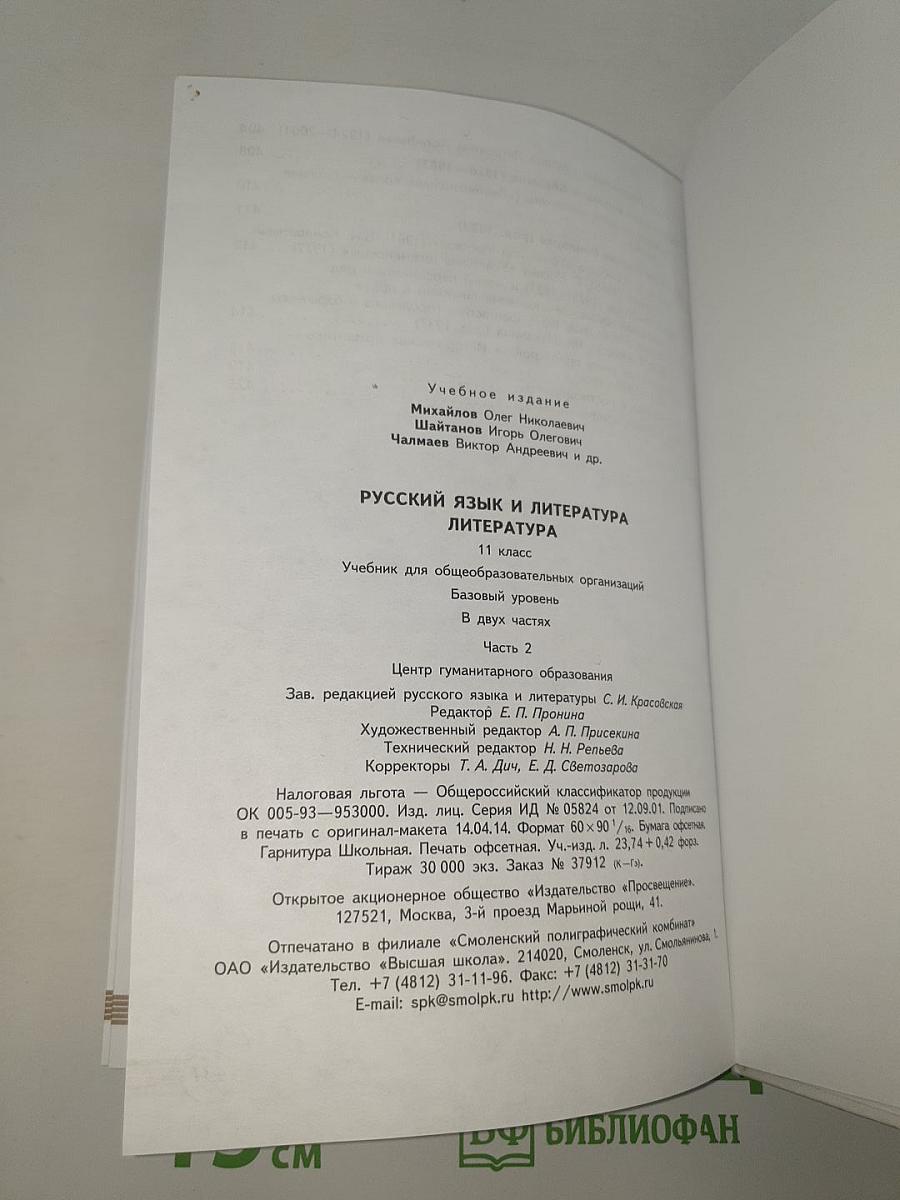 Учебное издание
Михайлов Олег Николаевич
Шайтанов Игорь Олегович
Чалмаев Виктор Андреевич и др.
РУССКИЙ ЯЗЫК И ЛИТЕРАТУРА
ЛИТЕРАТУРА
11 класс
Учебник для общеобразовательных организаций
Базовый уровень
В двух частях
Часть 2
Центр гуманитарного образования
Зав. редакцией русского языка и литературы С. И. Красовская
Редактор Е. П. Пронина
Художественный редактор А. П. Присекина
Технический редактор Н. Н. Репьева
Корректоры Т. А. Дич, Е. Д. Светозарова
Налоговая льгота — Общероссийский классификатор продукции
ОК 005-93—953000. Изд. лиц. Серия ИД № 05824 от 12.09.01. Подписано
в печать с оригинал-макета 14.04.14. Формат 60×90 1/16. Бумага офсетная.
Гарнитура Школьная. Печать офсетная. Уч.-изд. л. 23,74+0,42 форз.
Тираж 30 000 экз. Заказ № 37912 (К—Гз).
Открытое акционерное общество «Издательство «Просвещение».
127521, Москва, 3-й проезд Марьиной рощи, 41.
Отпечатано в филиале «Смоленский полиграфический комбинат»
ОАО «Издательство «Высшая школа». 214020, Смоленск, ул. Смольянинова, 1.
Тел. +7 (4812) 31-11-96. Факс: +7 (4812) 31-31-70
E-mail: spk@smolpk.ru http://www.smolpk.ru
см
БФ БИБЛИОФАН